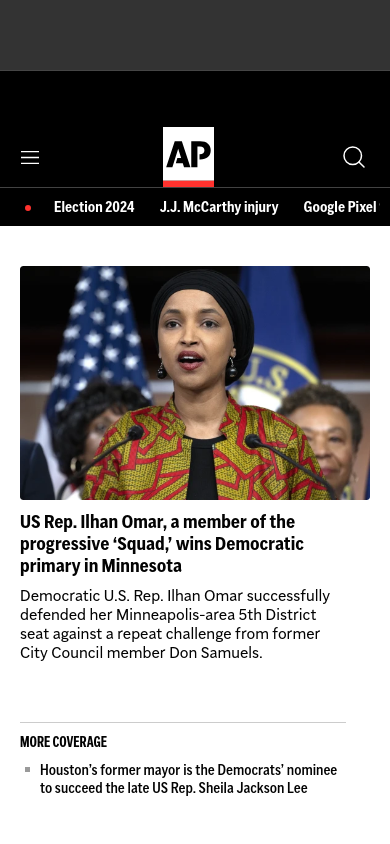 AP
Election 2024 J.J. McCarthy injury Google Pixel
U.S.
US Rep. Ilhan Omar, a member of the
progressive ‘Squad,’ wins Democratic
primary in Minnesota
Democratic U.S. Rep. Ilhan Omar successfully
defended her Minneapolis-area 5th District
seat against a repeat challenge from former
City Council member Don Samuels.
MORE COVERAGE
Houston’s former mayor is the Democrats’ nominee
to succeed the late US Rep. Sheila Jackson Lee